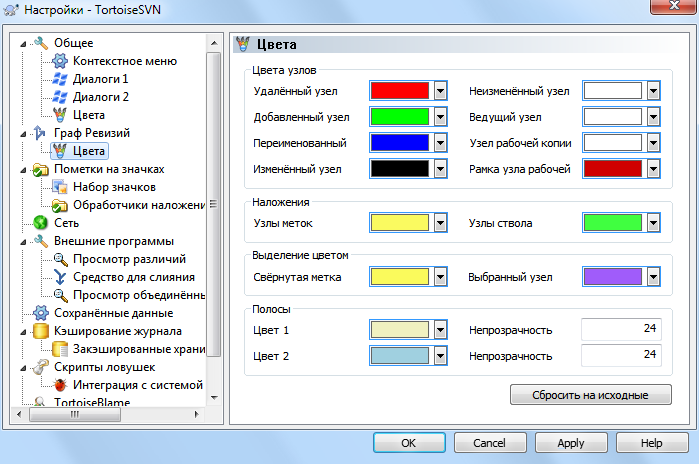 Настройки - TortoiseSVN
Общее
Контекстное меню
Диалоги 1
Диалоги 2
Цвета
Граф Ревизий
Цвета
Пометки на значках
Набор значков
Обработчики наложени
Сеть
Внешние программы
Просмотр различий
Средство для слияния
Просмотр объединённь
Сохранённые данные
Кэширование журнала
Закэшированные храни
Скрипты ловушек
Интеграция с системой
TortoiseBlame
Цвета
Цвета узлов
Удалённый узел
Неизменённый узел
Добавленный узел
Ведущий узел
Переименованный
Узел рабочей копии
Изменённый узел
Рамка узла рабочей
Наложения
Узлы меток
Узлы ствола
Выделение цветом
Свёрнутая метка
Выбранный узел
Полосы
Цвет 1
Непрозрачность
24
Цвет 2
Непрозрачность
24
Сбросить на исходные
OK
Cancel
Apply
Help